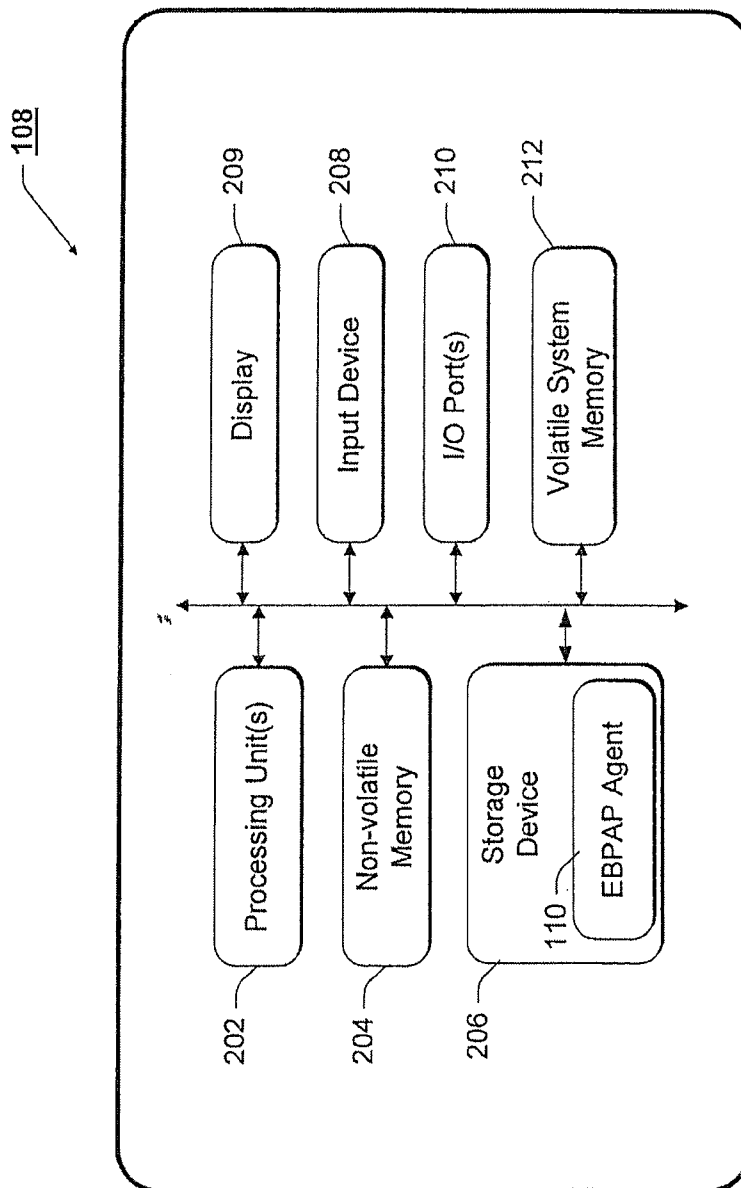 108
Processing Unit(s)
202
Non-volatile
Memory
204
Storage
Device
110
EBPAP Agent
206
Display
209
Input Device
208
I/O Port(s)
210
Volatile System
Memory
212